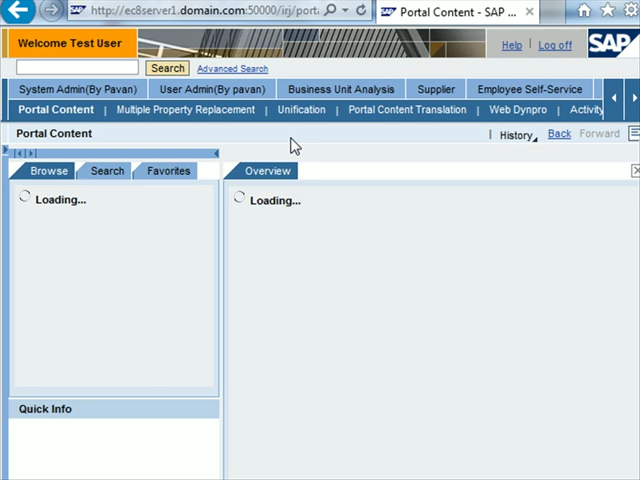 http://ec8server1.domain.com:50000/irj/porta
Portal Content - SAP ...
Welcome Test User
Help
Log off
SAP
Search
Advanced Search
System Admin(By Pavan)
User Admin(By pavan)
Business Unit Analysis
Supplier
Employee Self-Service
Portal Content | Multiple Property Replacement | Unification | Portal Content Translation | Web Dynpro | Activity
Portal Content
History
Back
Forward
Browse
Search
Favorites
Overview
Loading...
Loading...
Quick Info